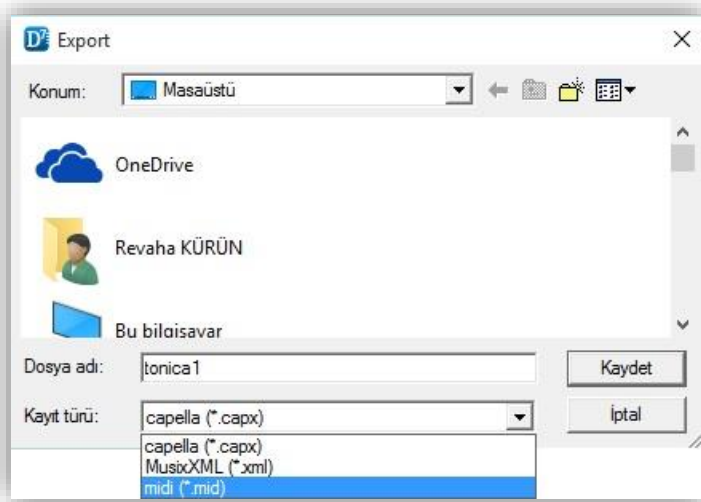 D7 Export
Konum: Masaüstü
OneDrive
Revaha KÜRÜN
Bu bilgisayar
Dosya adı: tonica1 Kaydet
Kayıt türü: capella (*.capx) İptal
capella (*.capx)
MusixXML (*.xml)
midi (*.mid)